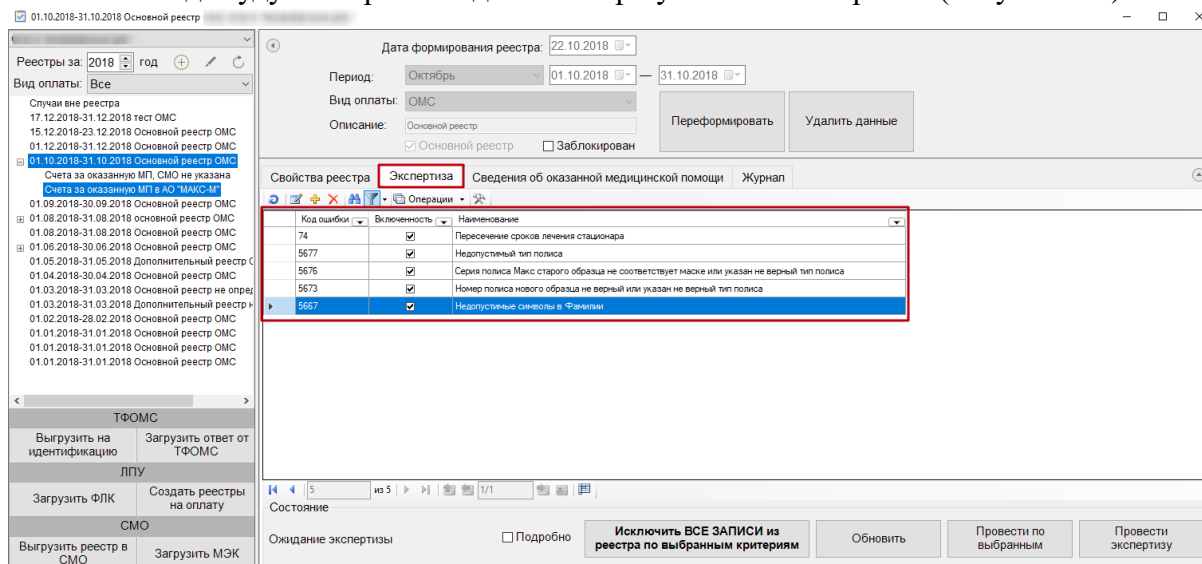 01.10.2018-31.10.2018 Основной реестр
Реестры за: 2018 год
Вид оплаты: Все
Случаи вне реестра
17.12.2018-31.12.2018 тест ОМС
15.12.2018-23.12.2018 Основной реестр ОМС
01.12.2018-31.12.2018 Основной реестр ОМС
01.10.2018-31.10.2018 Основной реестр ОМС
Счета за оказанную МП, СМО не указана
Счета за оказанную МП в АО "МАКС-М"
01.09.2018-30.09.2018 Основной реестр ОМС
01.08.2018-31.08.2018 основной реестр ОМС
01.08.2018-31.08.2018 Основной реестр ОМС
01.06.2018-30.06.2018 Основной реестр ОМС
01.05.2018-31.05.2018 Дополнительный реестр
01.04.2018-30.04.2018 Основной реестр ОМС
01.03.2018-31.03.2018 Основной реестр не опред
01.03.2018-31.03.2018 Дополнительный реестр
01.02.2018-28.02.2018 Основной реестр ОМС
01.01.2018-31.01.2018 Основной реестр ОМС
01.01.2018-31.01.2018 Основной реестр ОМС
01.01.2018-31.01.2018 Основной реестр ОМС
ТФОМС
Выгрузить на идентификацию
Загрузить ответ от ТФОМС
ЛПУ
Загрузить ФЛК
Создать реестры на оплату
СМО
Выгрузить реестр в СМО
Загрузить МЭК
Дата формирования реестра: 22.10.2018
Период: Октябрь 01.10.2018 — 31.10.2018
Вид оплаты: ОМС
Описание: Основной реестр
Основной реестр Заблокирован
Переформировать
Удалить данные
Свойства реестра Экспертиза Сведения об оказанной медицинской помощи Журнал
Операции
Код ошибки Включенность Наименование
74 Пересечение сроков лечения стационара
5677 Недопустимый тип полиса
5676 Серия полиса Макс старого образца не соответствует маске или указан не верный тип полиса
5673 Номер полиса нового образца не верный или указан не верный тип полиса
5667 Недопустимые символы в Фамилии
5 из 5 1/1
Состояние
Ожидание экспертизы
Подробно
Исключить ВСЕ ЗАПИСИ из реестра по выбранным критериям
Обновить
Провести по выбранным
Провести экспертизу